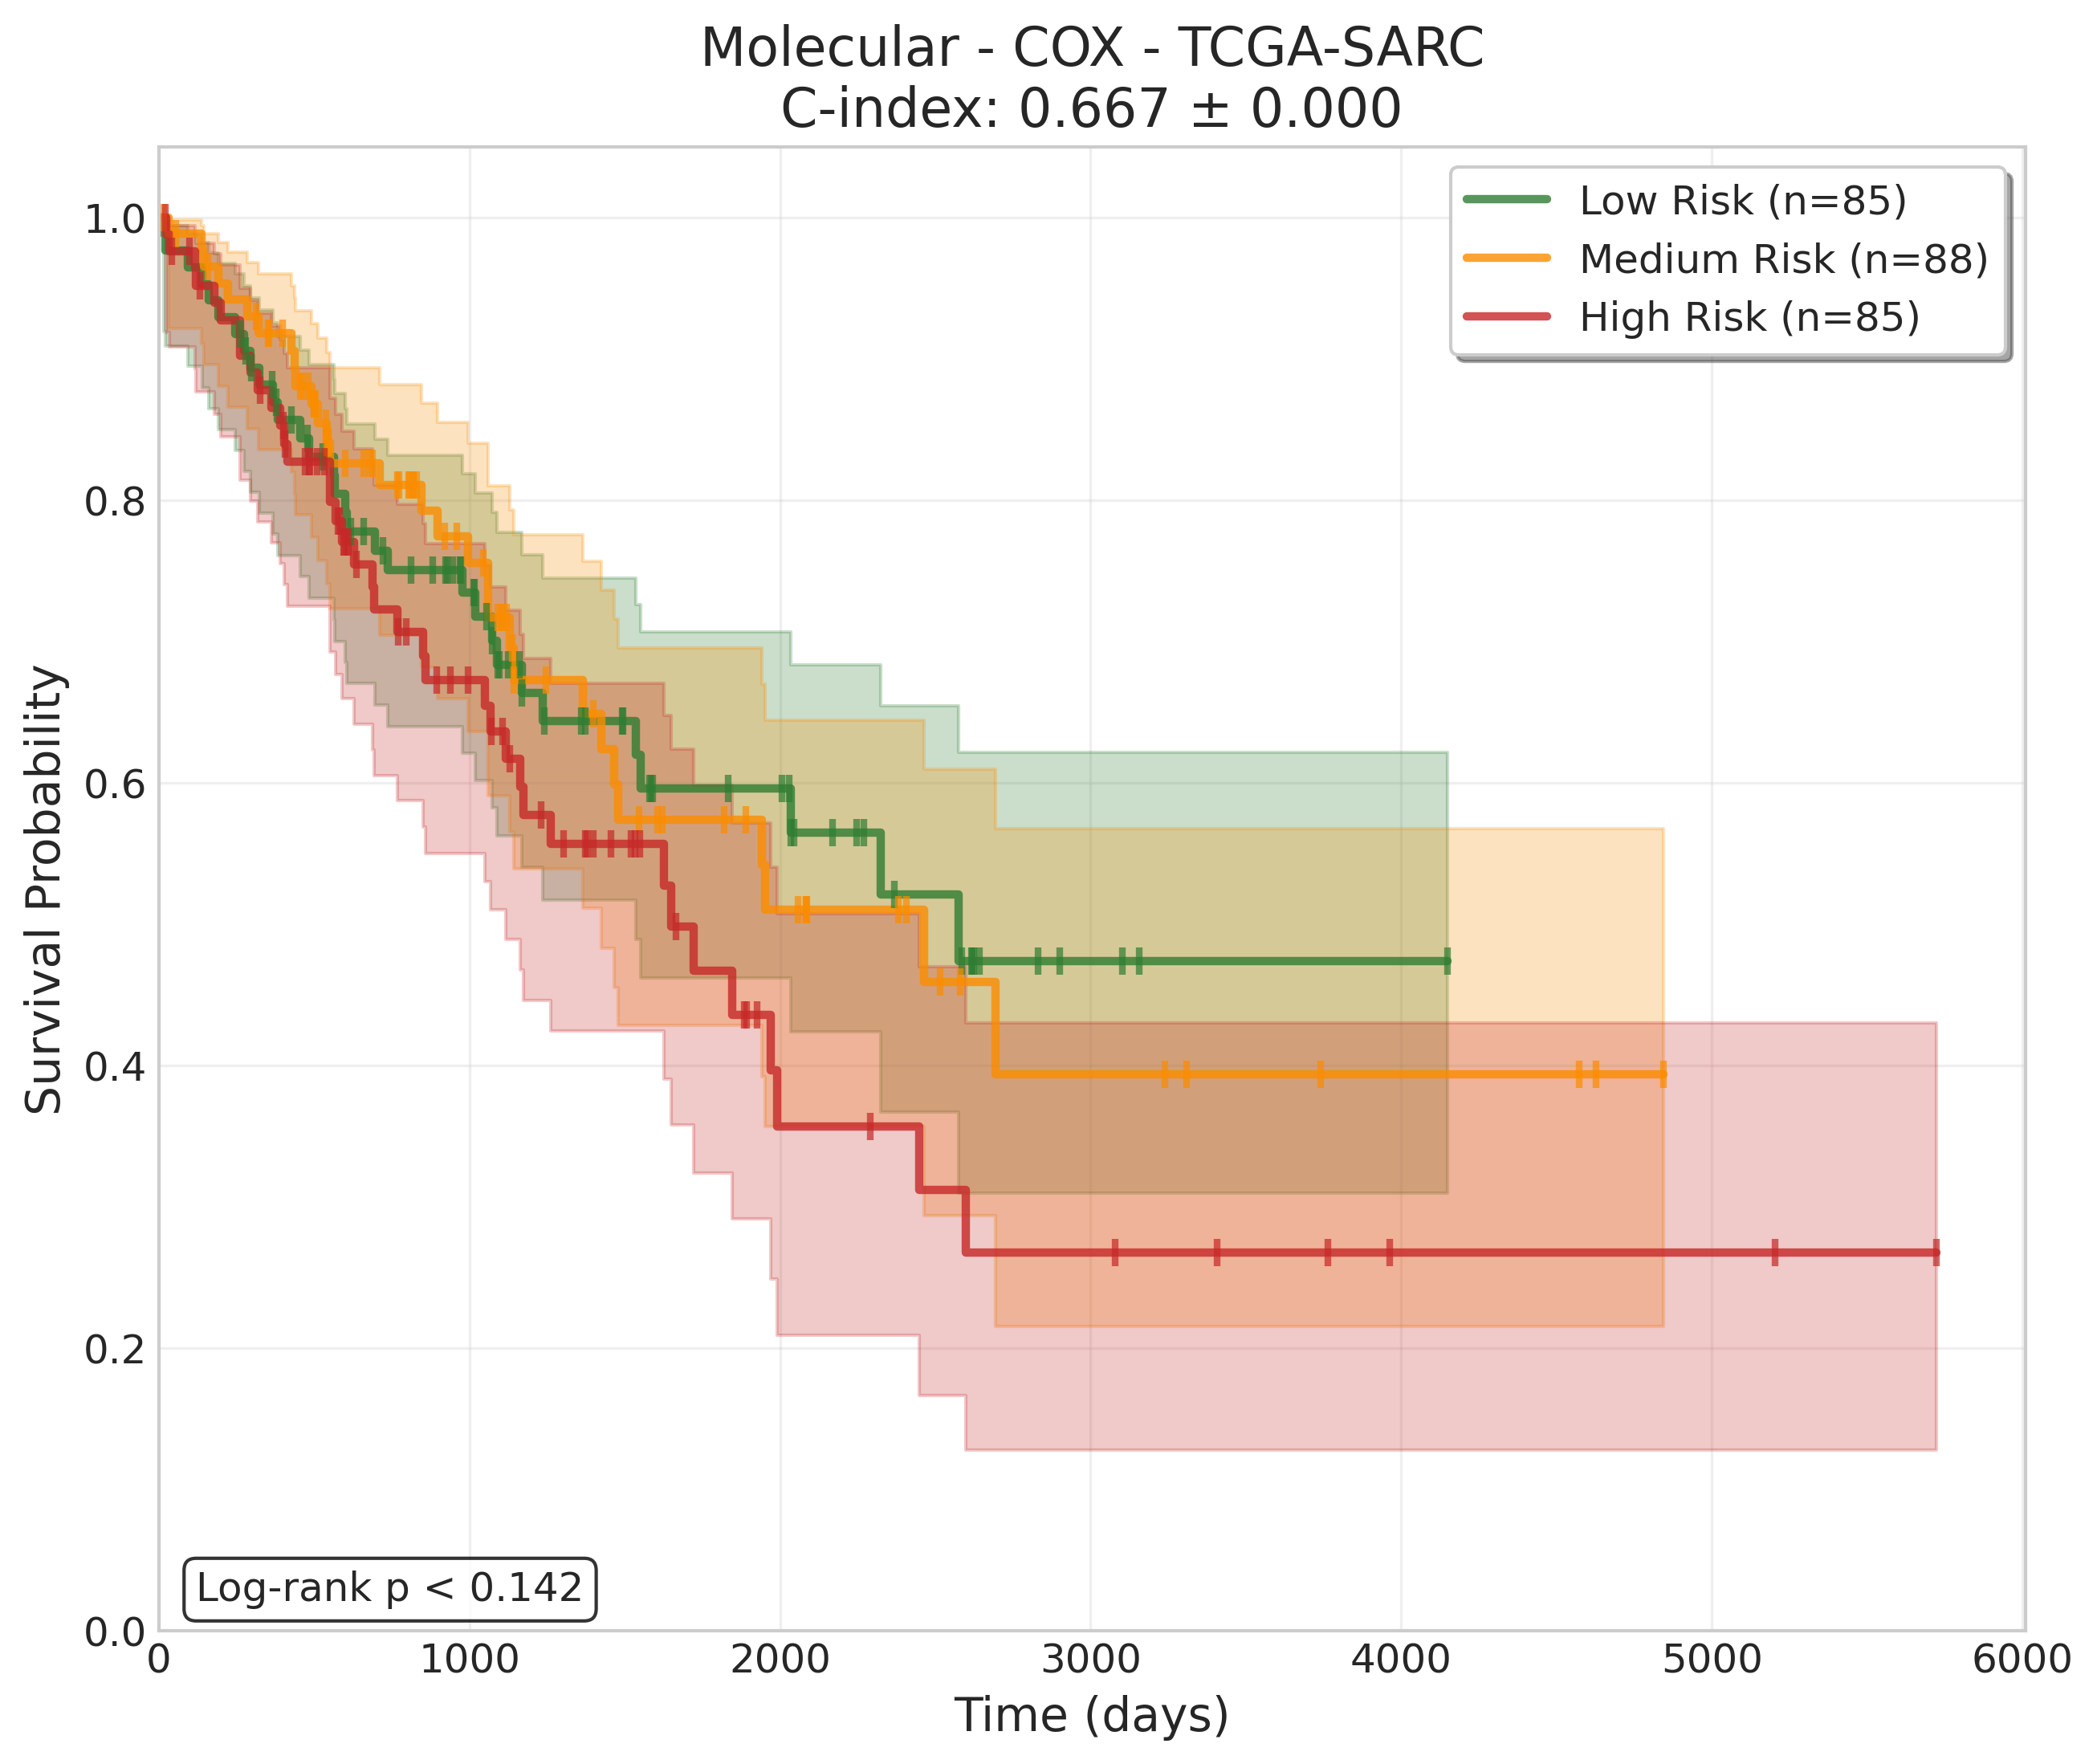 Molecular - COX - TCGA-SARC
C-index: 0.667 ± 0.000
Low Risk (n=85)
Medium Risk (n=88)
High Risk (n=85)
Survival Probability
1.0
0.8
0.6
0.4
0.2
0.0
Log-rank p < 0.142
0 1000 2000 3000 4000 5000 6000
Time (days)